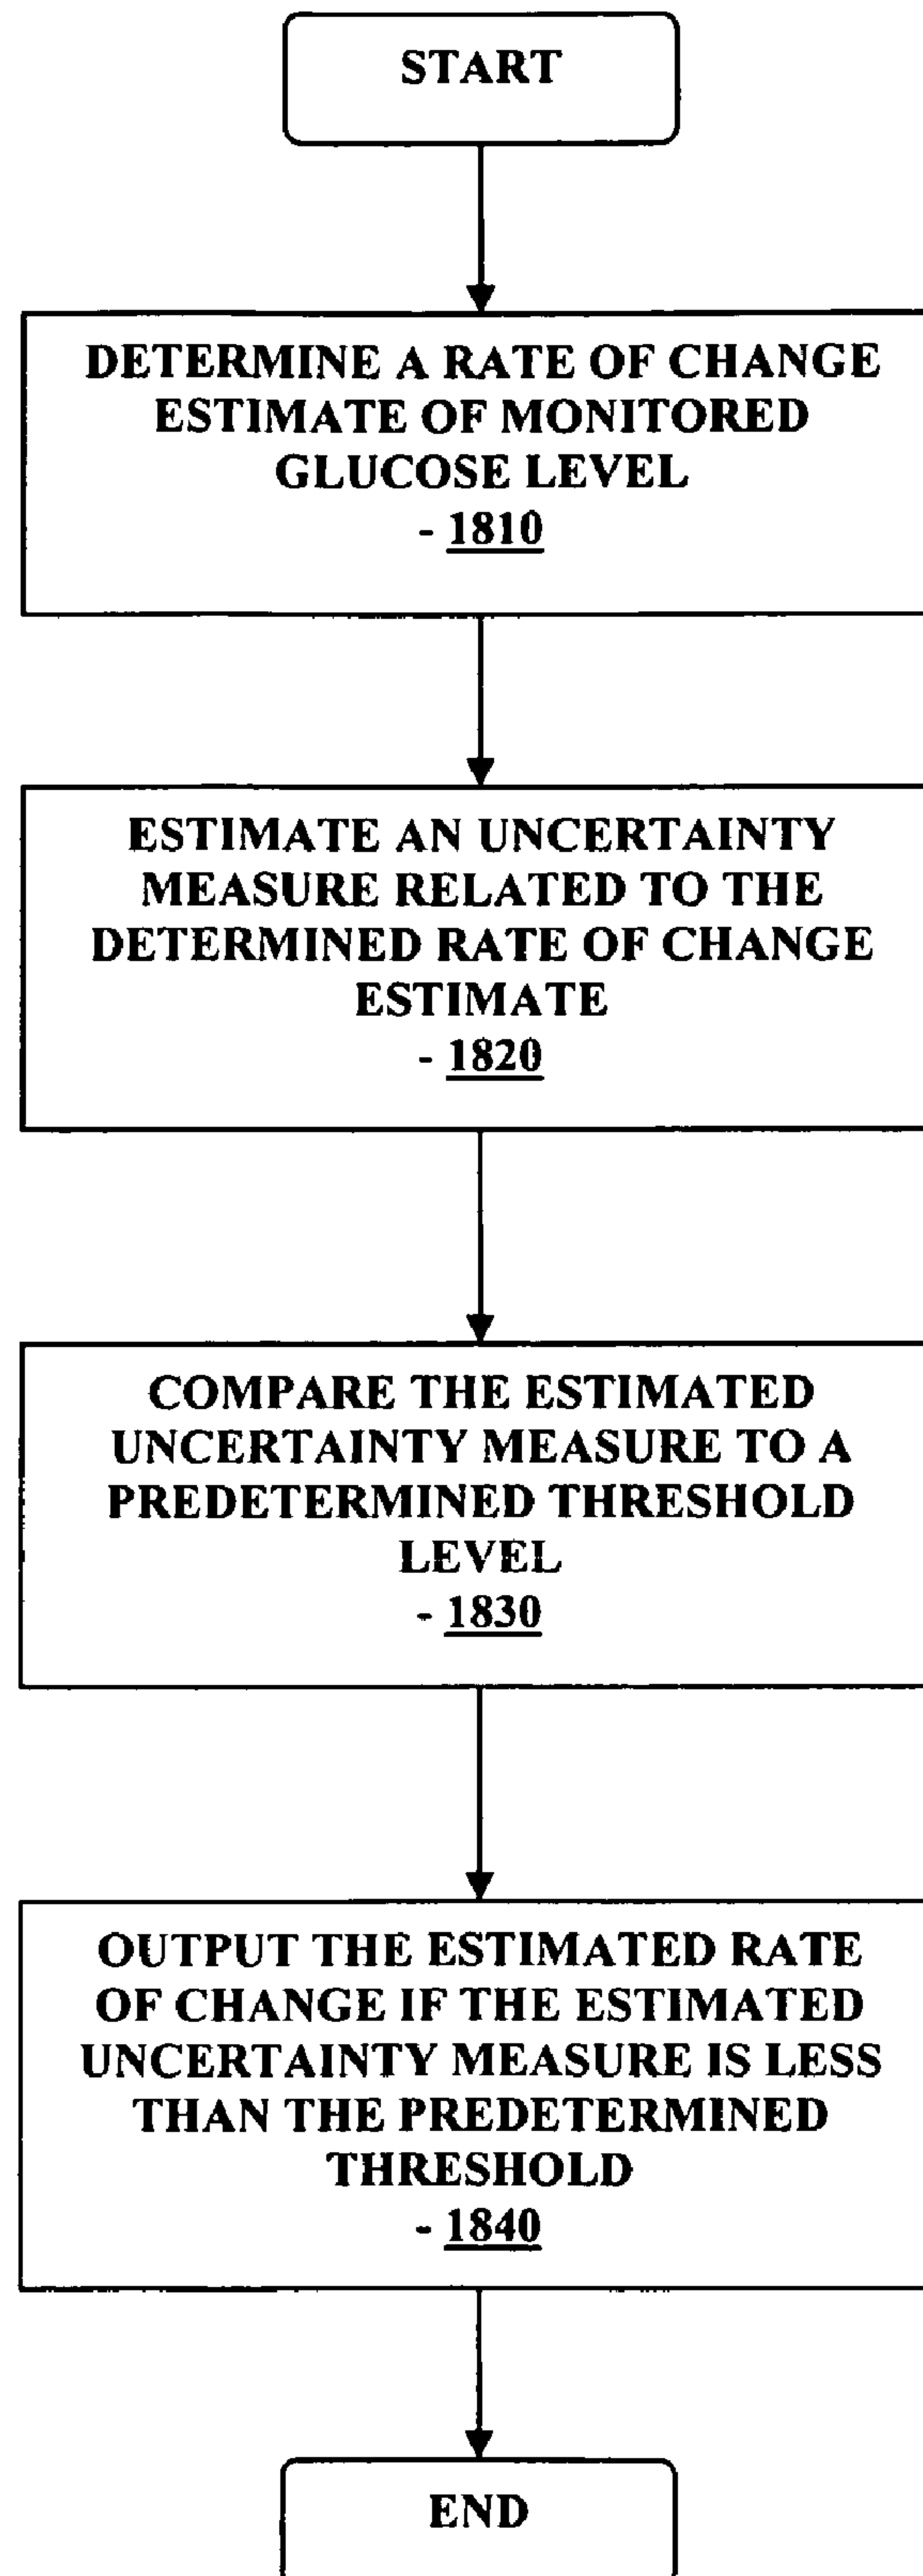 START
DETERMINE A RATE OF CHANGE
ESTIMATE OF MONITORED
GLUCOSE LEVEL
- 1810
ESTIMATE AN UNCERTAINTY
MEASURE RELATED TO THE
DETERMINED RATE OF CHANGE
ESTIMATE
- 1820
COMPARE THE ESTIMATED
UNCERTAINTY MEASURE TO A
PREDETERMINED THRESHOLD
LEVEL
- 1830
OUTPUT THE ESTIMATED RATE
OF CHANGE IF THE ESTIMATED
UNCERTAINTY MEASURE IS LESS
THAN THE PREDETERMINED
THRESHOLD
- 1840
END